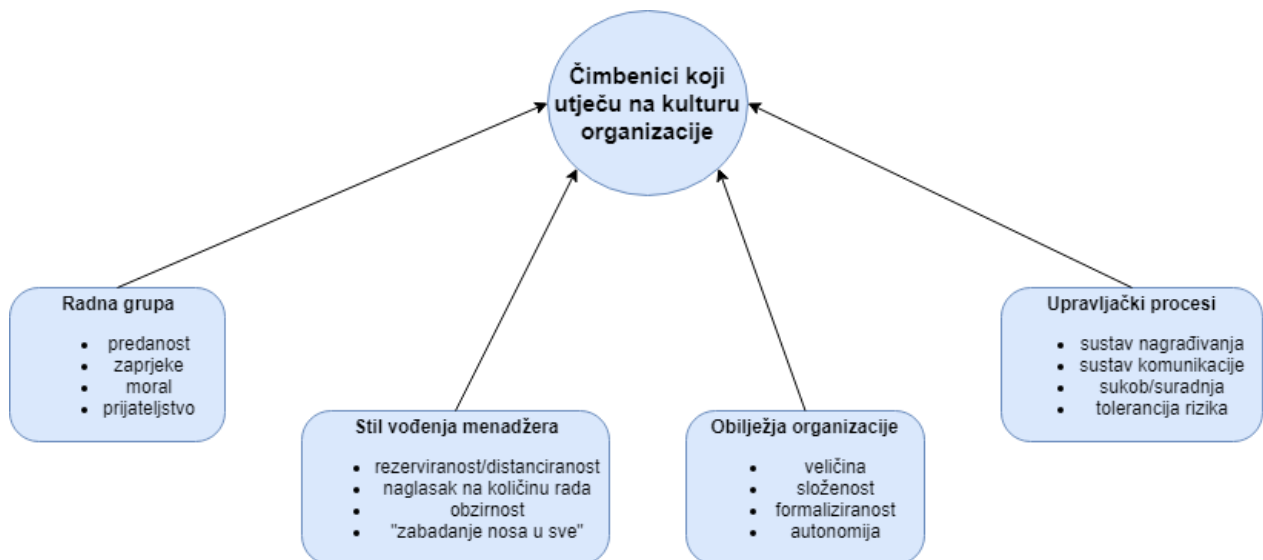 Čimbenici koji
utječu na kulturu
organizacije
Radna grupa
predanost
zaprjeke
moral
prijateljstvo
Stil vođenja menadžera
rezerviranost/distanciranost
naglasak na količinu rada
obzirnost
"zabadanje nosa u sve"
Obilježja organizacije
veličina
složenost
formaliziranost
autonomija
Upravljački procesi
sustav nagrađivanja
sustav komunikacije
sukob/suradnja
tolerancija rizika